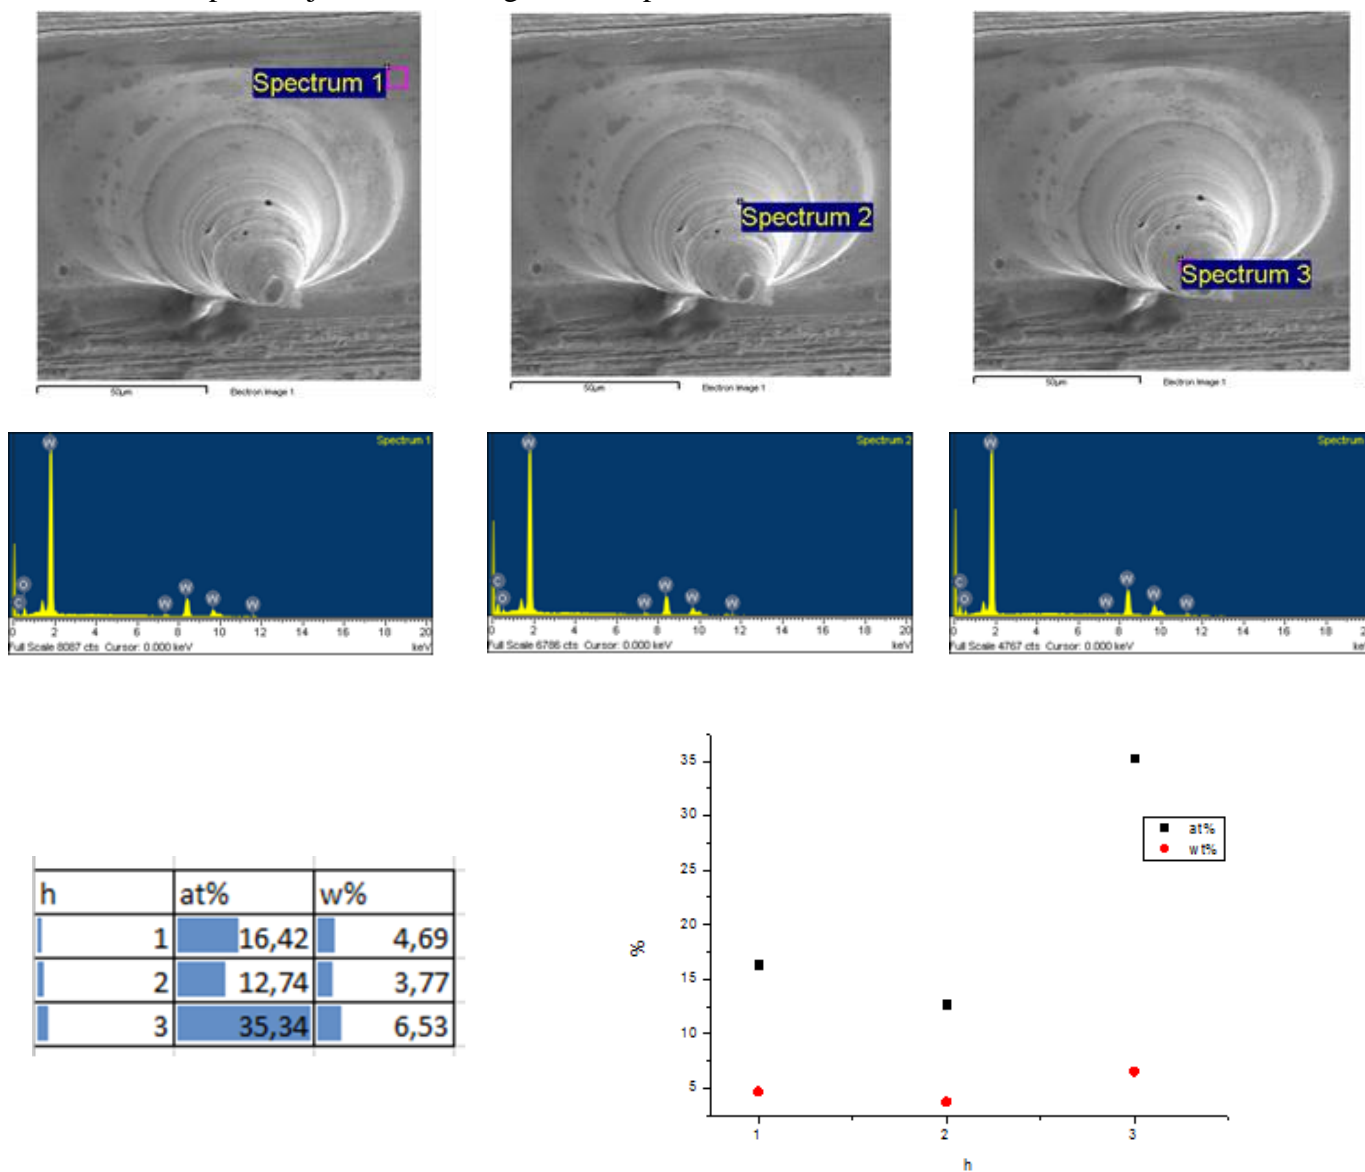 Spectrum 1
Spectrum 2
Spectrum 3
50µm Electron Image 1
50µm Electron Image 1
50µm Electron Image 1
Spectrum 1
W
O
C
W
W
W
W
0 2 4 6 8 10 12 14 16 18 20
Full Scale 8087 cts Cursor: 0.000 keV keV
Spectrum 2
W
C
O
W
W
W
W
0 2 4 6 8 10 12 14 16 18 20
Full Scale 6786 cts Cursor: 0.000 keV keV
Spectrum
W
C
O
W
W
W
W
0 2 4 6 8 10 12 14 16 18
Full Scale 4767 cts Cursor: 0.000 keV
h at% w%
1 16,42 4,69
2 12,74 3,77
3 35,34 6,53
35
30
25
20
15
10
5
%
at%
wt%
1 2 3
h